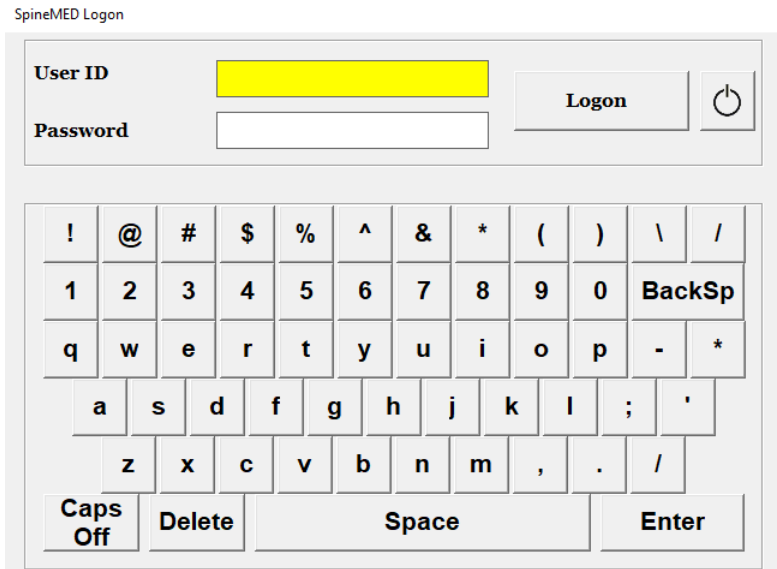 SpineMED Logon
User ID
Logon
Password
! @ # $ % ^ & * ( ) \ /
1 2 3 4 5 6 7 8 9 0 BackSp
q w e r t y u i o p - *
a s d f g h j k l ; '
z x c v b n m , . /
Caps Off Delete Space Enter